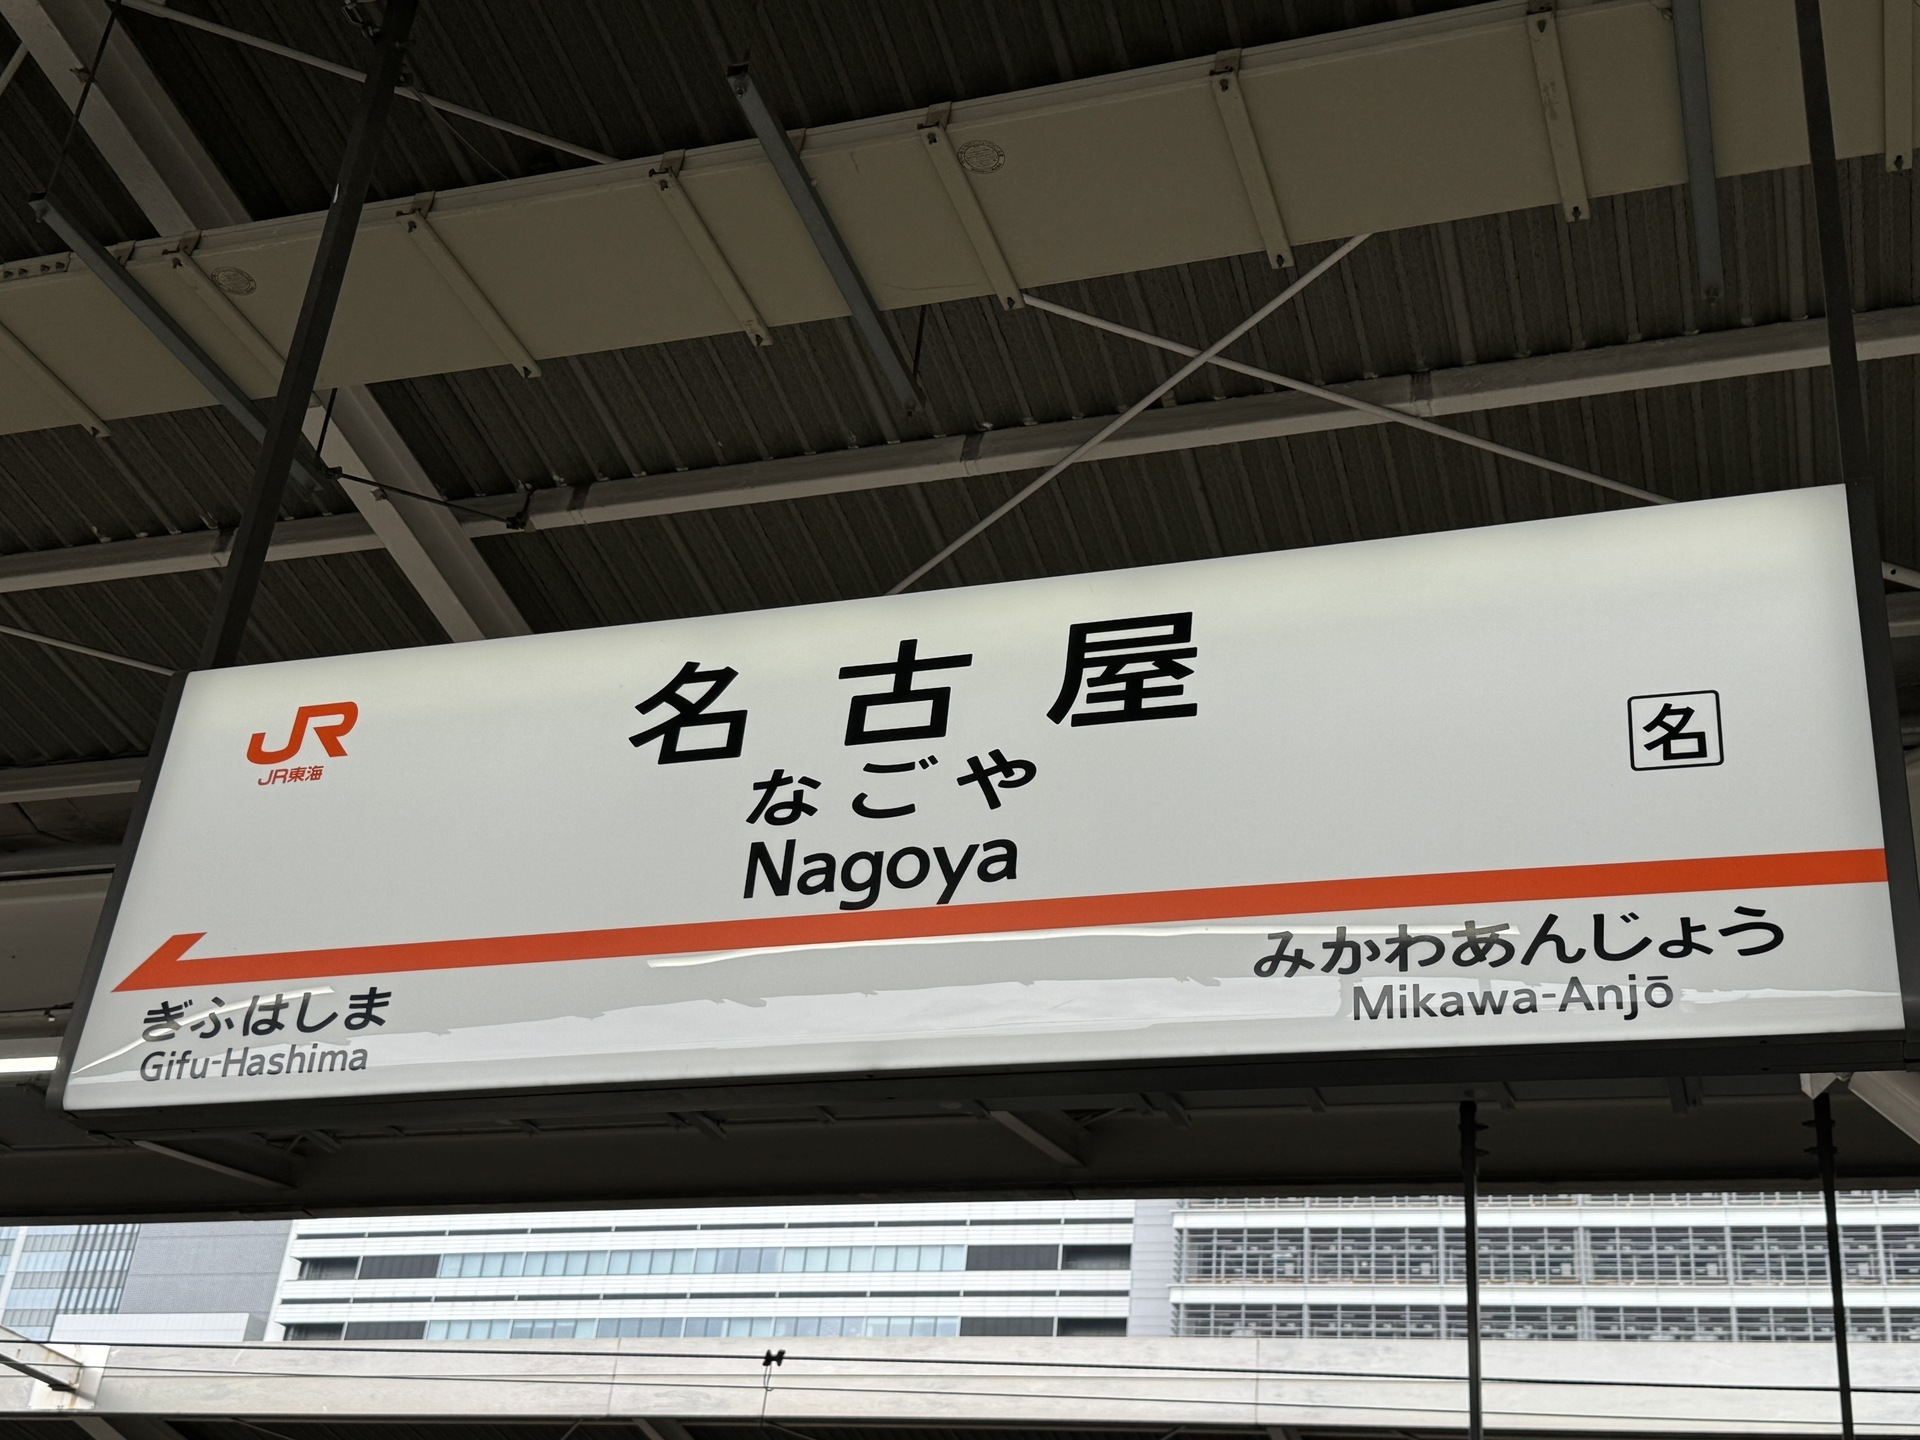 JR
JR東海
名古屋
なごや
Nagoya
名
ぎふはしま
Gifu-Hashima
みかわあんじょう
Mikawa-Anjō